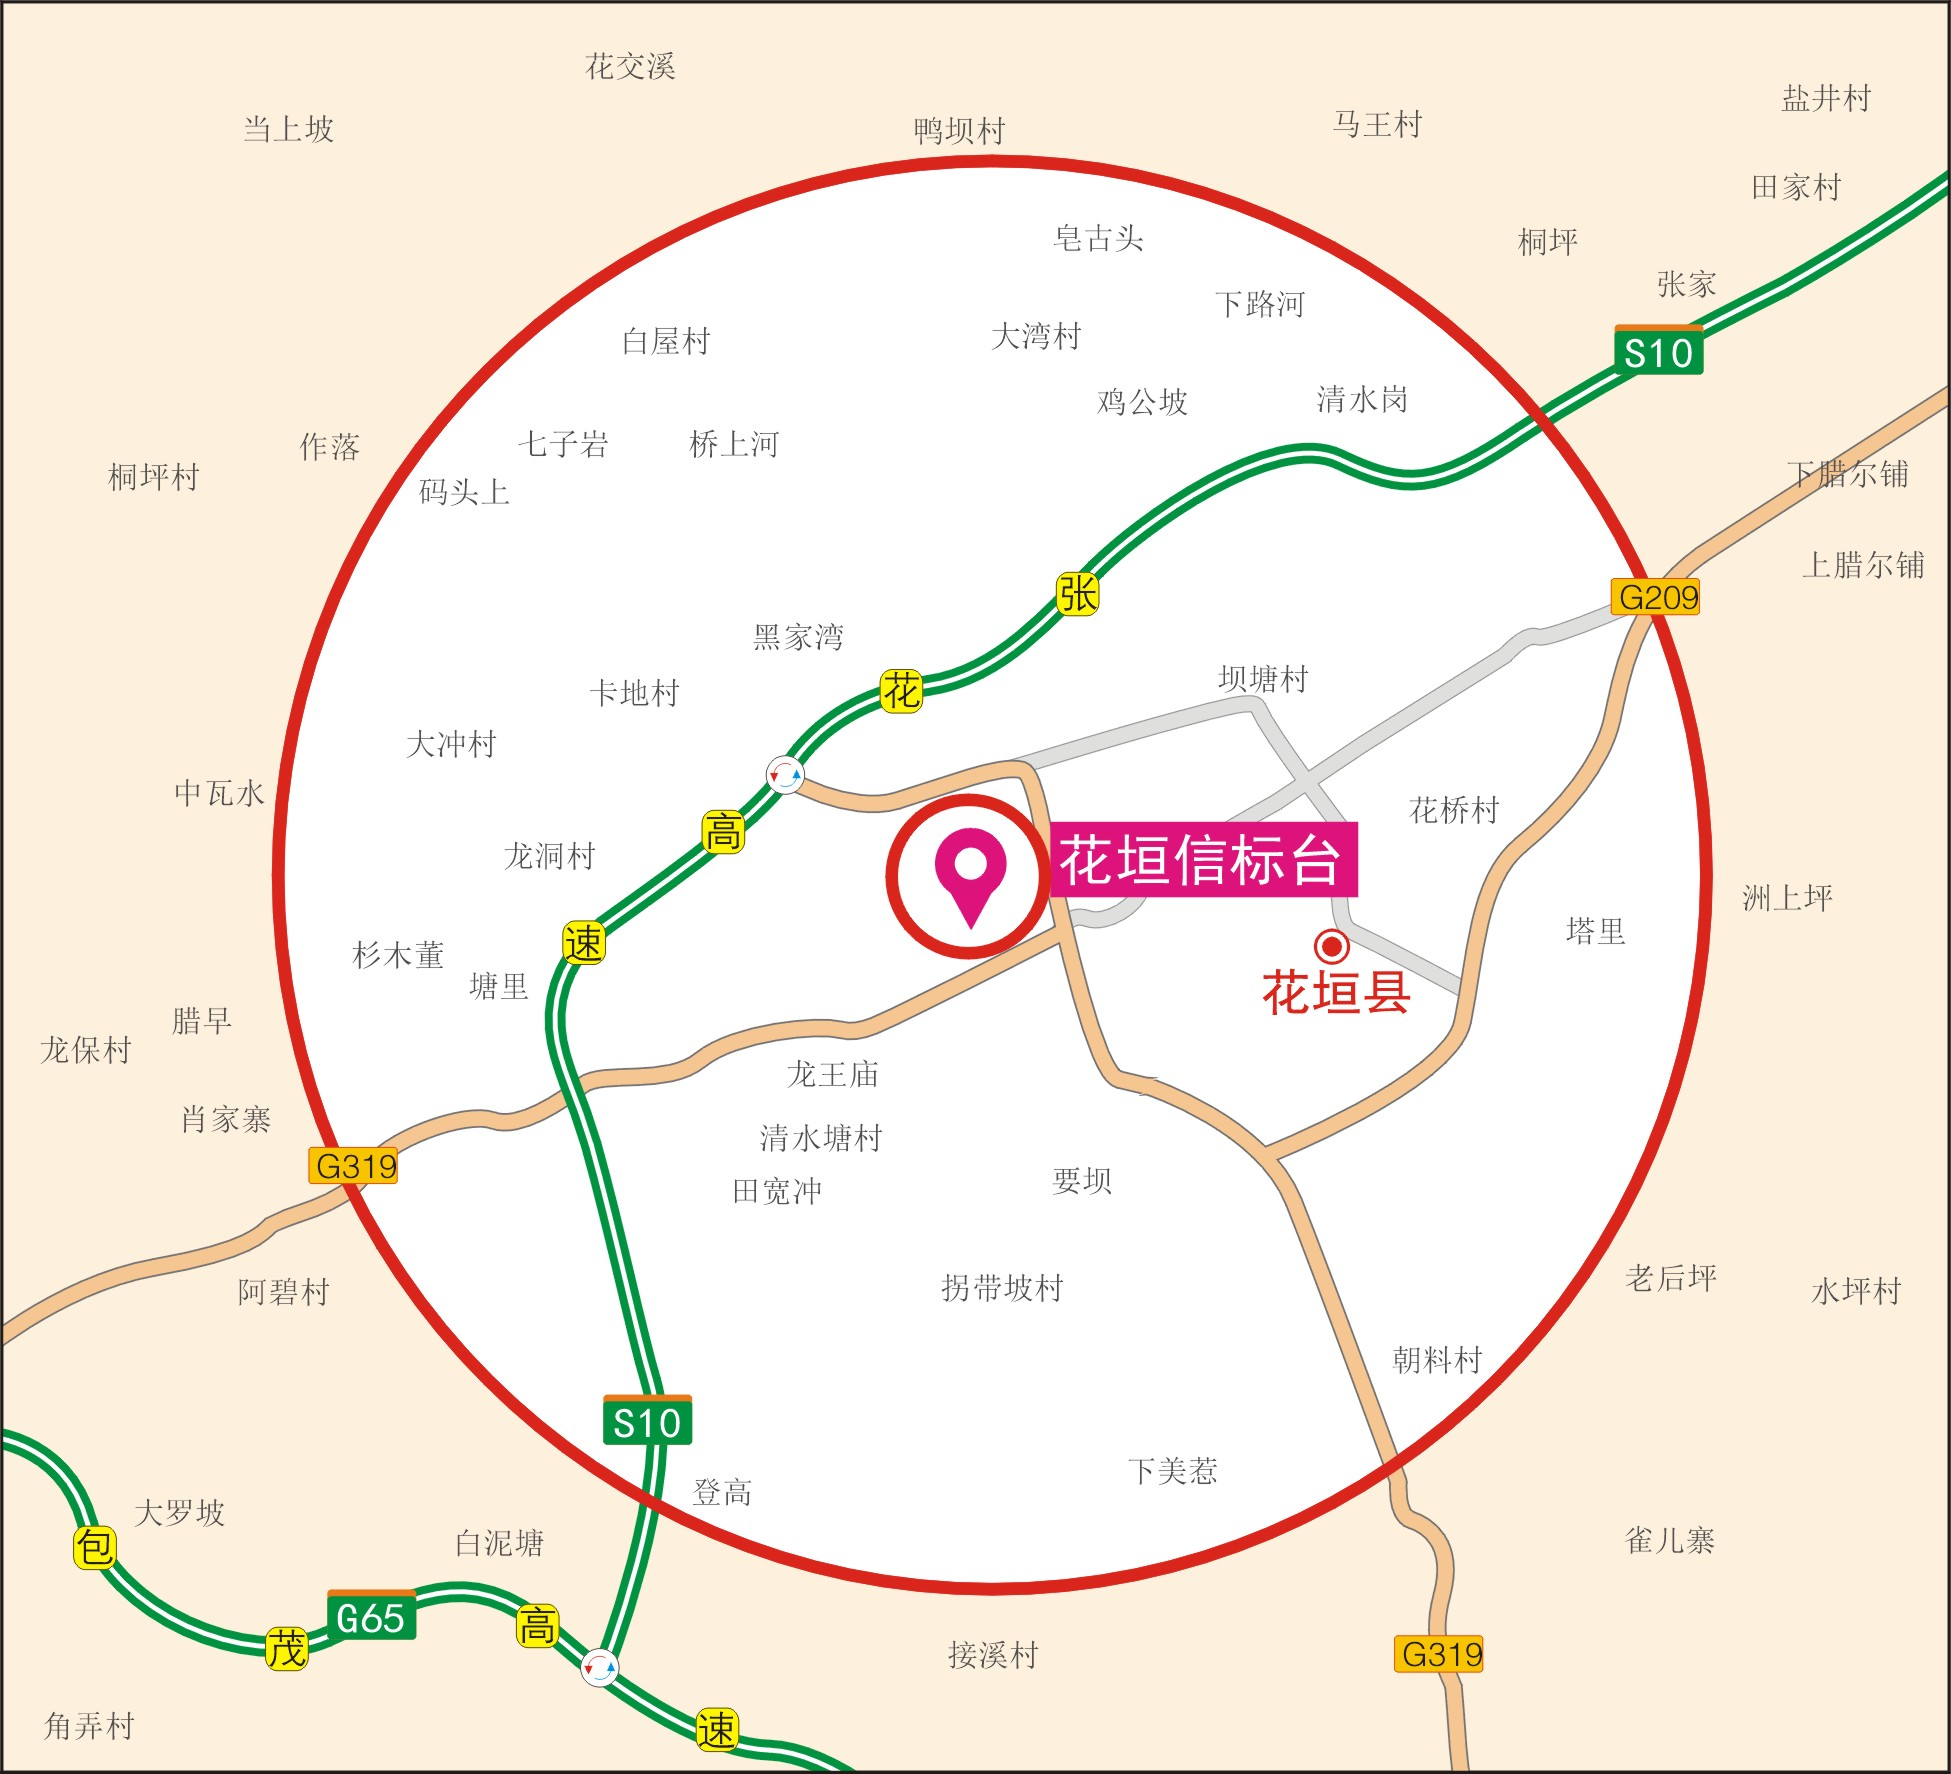 花交溪
盐井村
马王村
当上坡
鸭坝村
田家村
皂古头
桐坪
张家
下路河
大湾村
白屋村
S10
清水岗
鸡公坡
七子岩
桥上河
作落
桐坪村
下腊尔铺
码头上
上腊尔铺
张
G209
黑家湾
坝塘村
花
卡地村
大冲村
中瓦水
花桥村
高
龙洞村
花垣信标台
洲上坪
塔里
速
杉木董
塘里
花垣县
腊早
龙保村
龙王庙
肖家寨
清水塘村
G319
要坝
田宽冲
老后坪
拐带坡村
阿碧村
水坪村
朝料村
S10
下美惹
登高
大罗坡
雀儿寨
白泥塘
包
G65
高
茂
接溪村
G319
角弄村
速